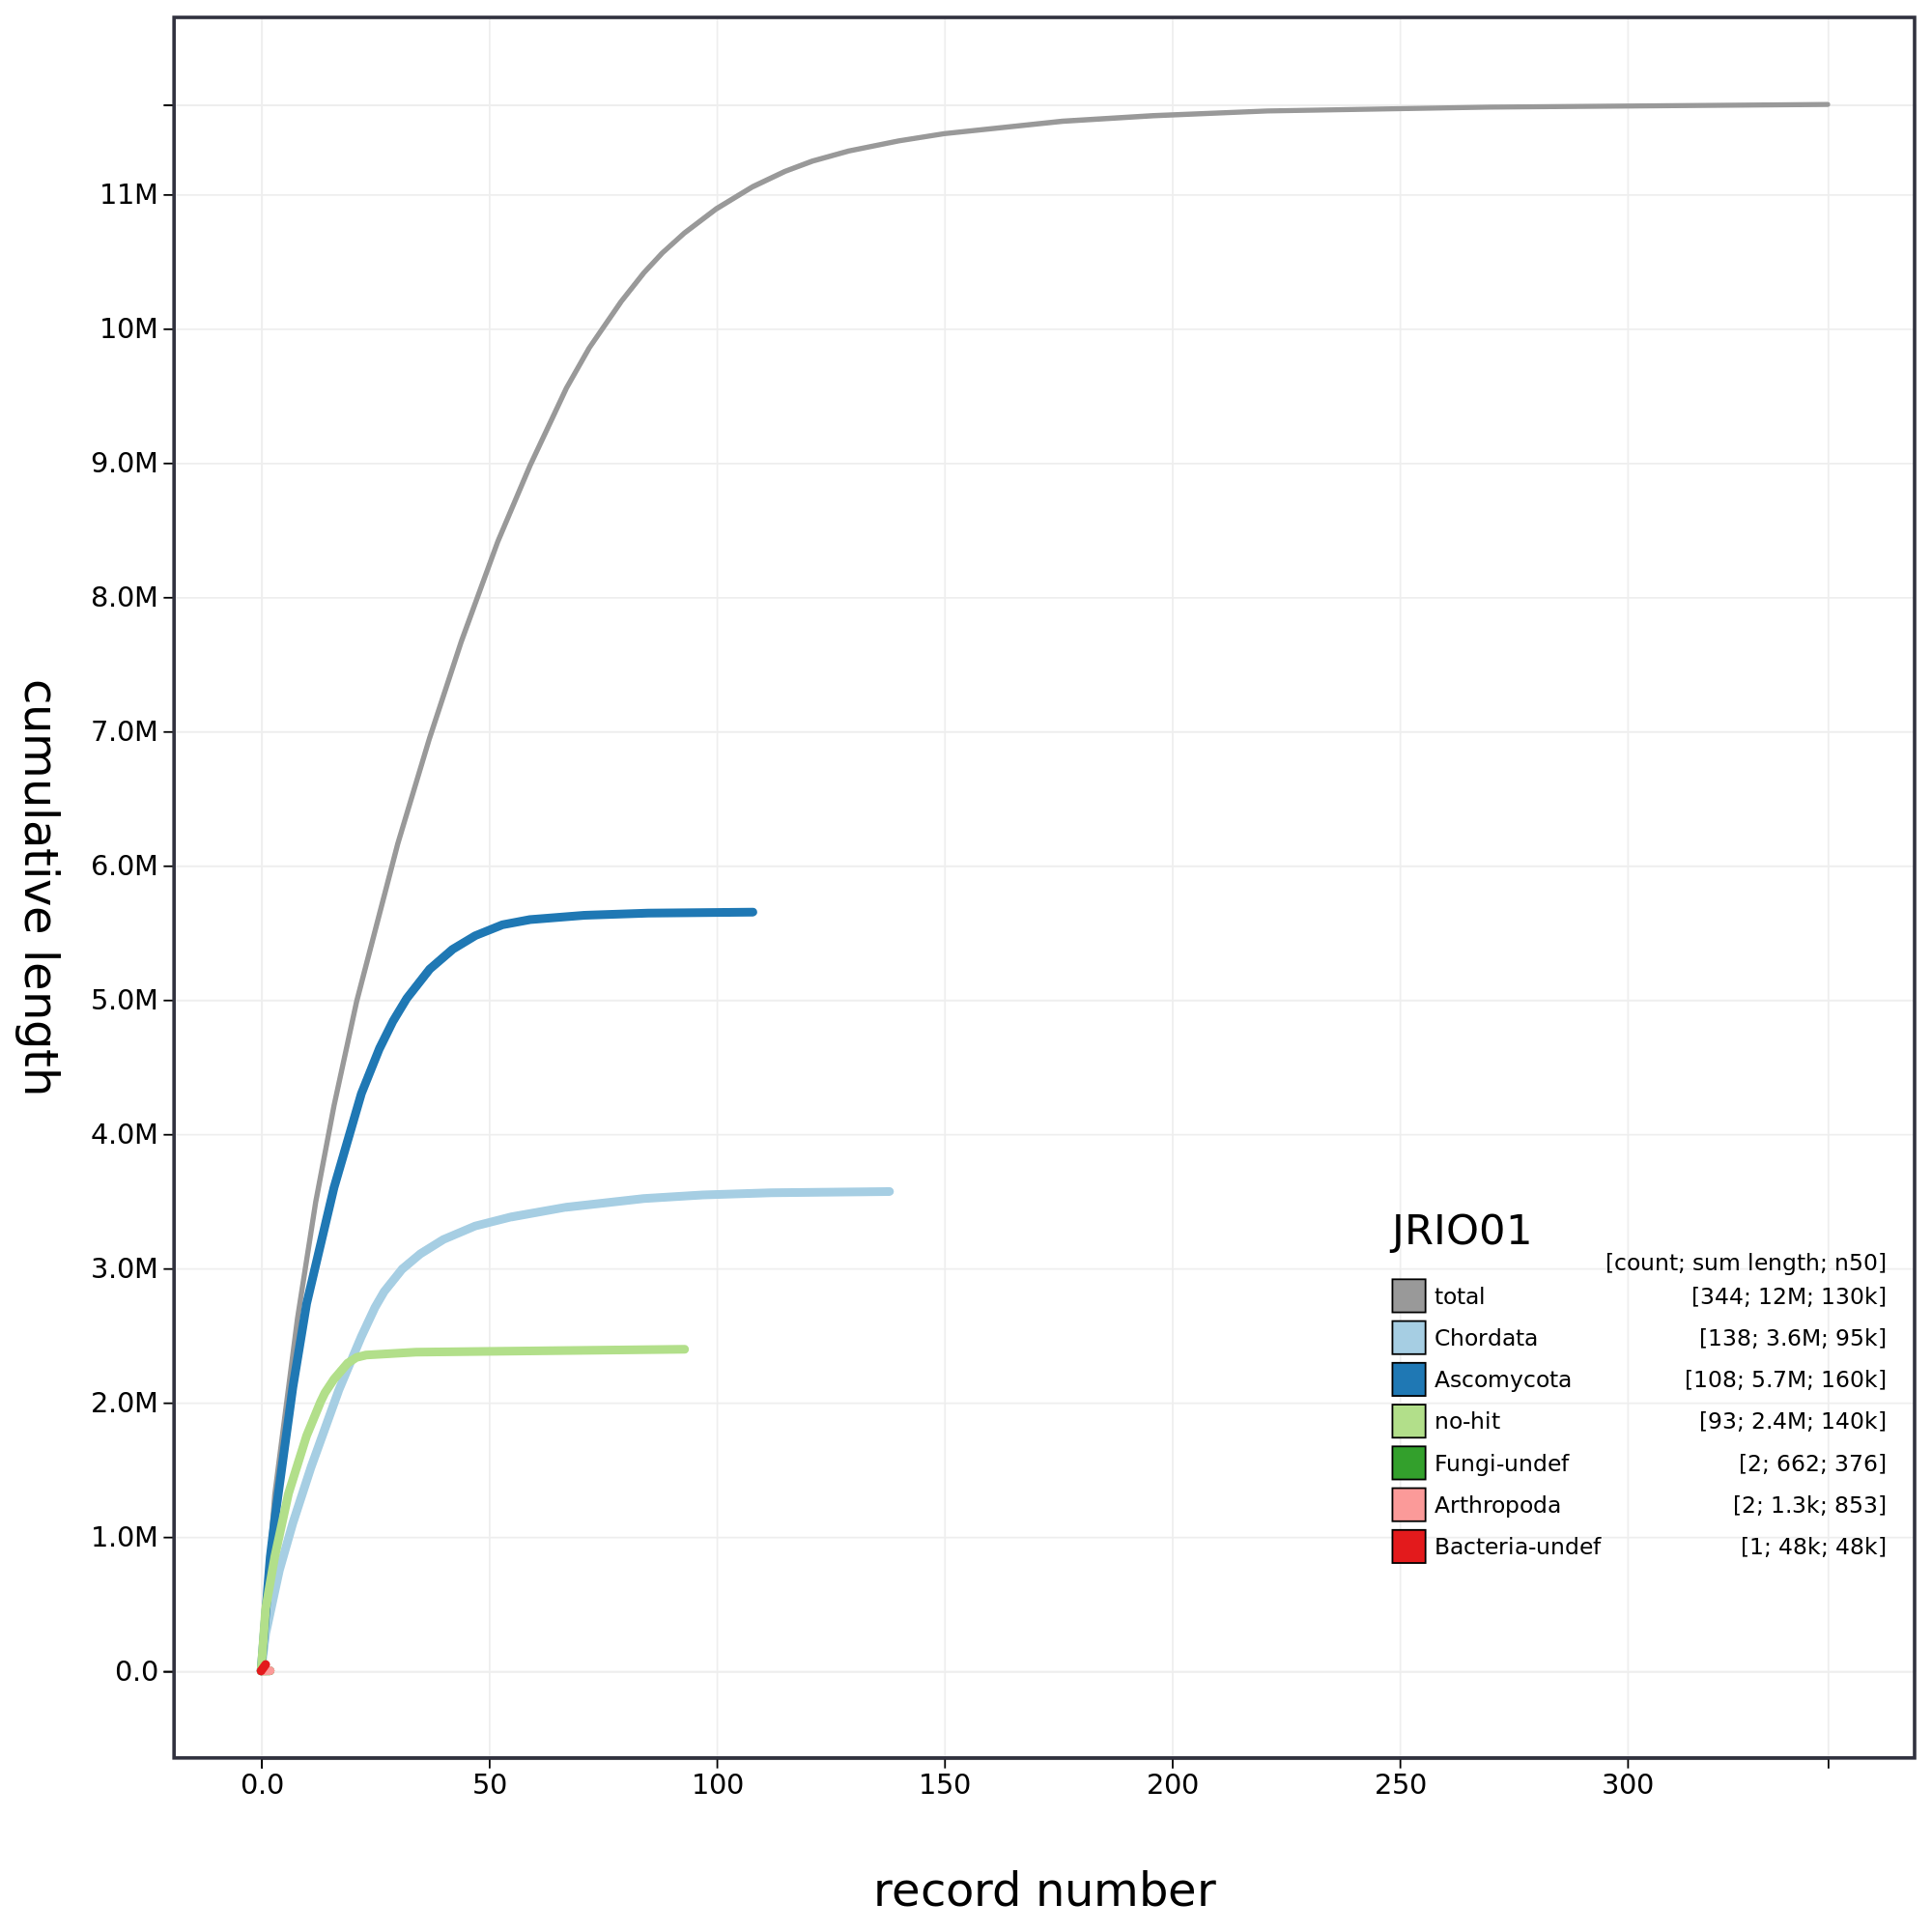 cumulative length
11M
10M
9.0M
8.0M
7.0M
6.0M
5.0M
4.0M
3.0M
2.0M
1.0M
0.0
JRIO01
[count; sum length; n50]
total [344; 12M; 130k]
Chordata [138; 3.6M; 95k]
Ascomycota [108; 5.7M; 160k]
no-hit [93; 2.4M; 140k]
Fungi-undef [2; 662; 376]
Arthropoda [2; 1.3k; 853]
Bacteria-undef [1; 48k; 48k]
0.0 50 100 150 200 250 300
record number